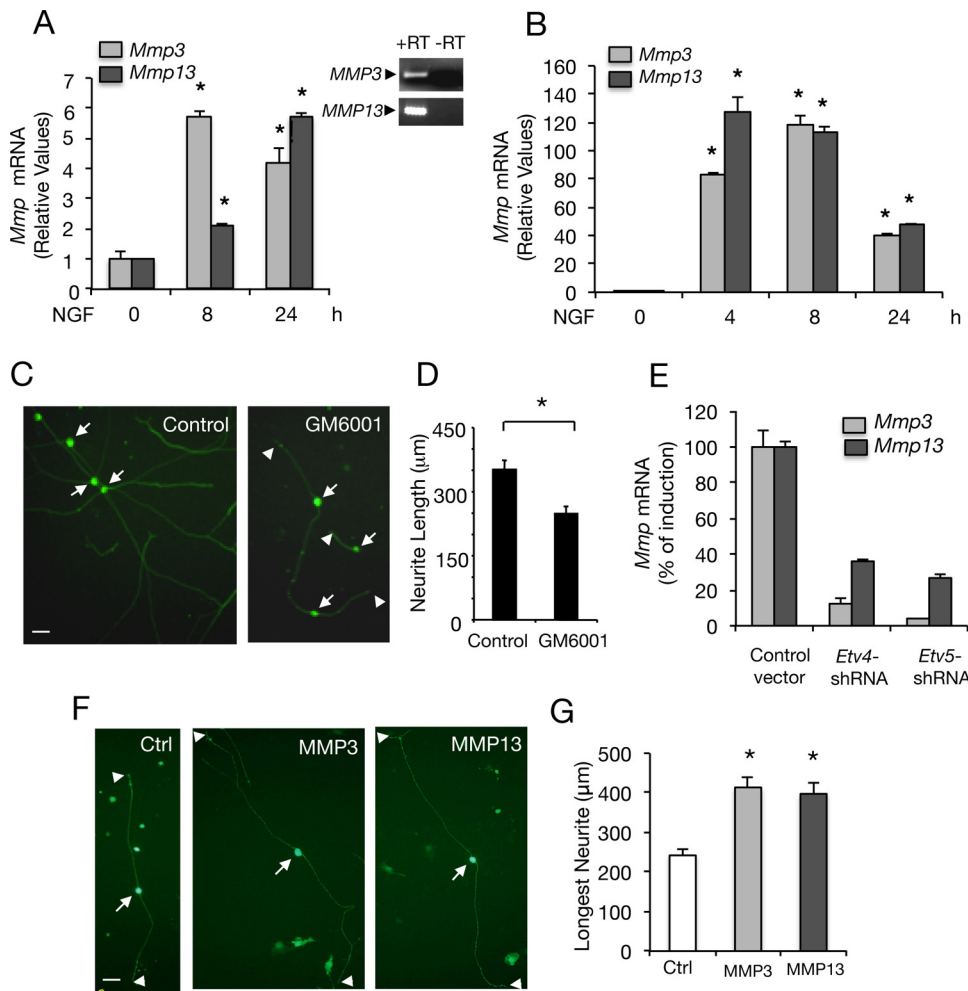 A
Mmp3
Mmp13
Mmp mRNA
(Relative Values)
7
6
5
4
3
2
1
0
NGF 0 8 24 h
+RT -RT
MMP3
MMP13
B
Mmp3
Mmp13
Mmp mRNA
(Relative Values)
160
140
120
100
80
60
40
20
0
NGF 0 4 8 24 h
* * * *
* * * * * *
C
Control
GM6001
D
*
Neurite Length (µm)
450
300
150
0
Control GM6001
E
Mmp3
Mmp13
Mmp mRNA
(% of induction)
120
100
80
60
40
20
0
Control
vector
Etv4-
shRNA
Etv5-
shRNA
F
Ctrl
MMP3
MMP13
G
* *
Longest Neurite (µm)
600
500
400
300
200
100
0
Ctrl MMP3 MMP13